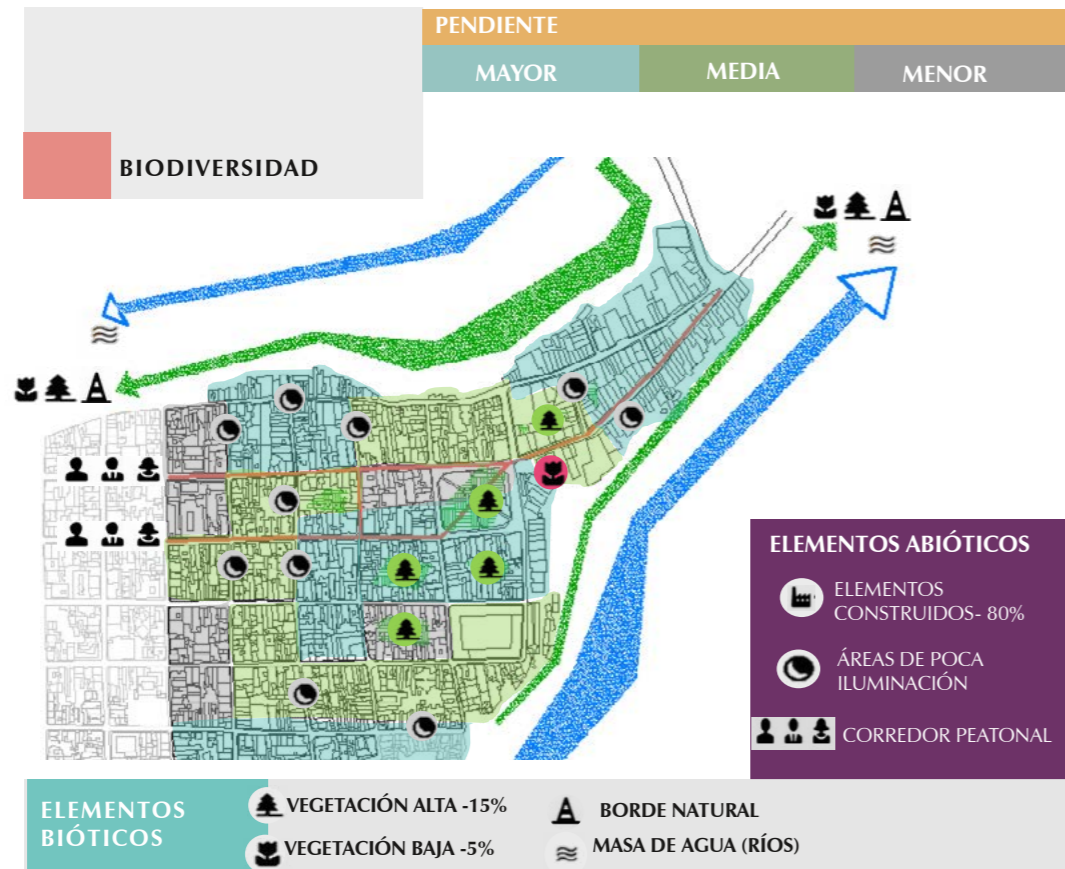 PENDIENTE
MAYOR
MEDIA
MENOR
BIODIVERSIDAD
ELEMENTOS ABIÓTICOS
ELEMENTOS
CONSTRUIDOS- 80%
ÁREAS DE POCA
ILUMINACIÓN
CORREDOR PEATONAL
ELEMENTOS
BIÓTICOS
VEGETACIÓN ALTA -15%
VEGETACIÓN BAJA -5%
BORDE NATURAL
MASA DE AGUA (RÍOS)